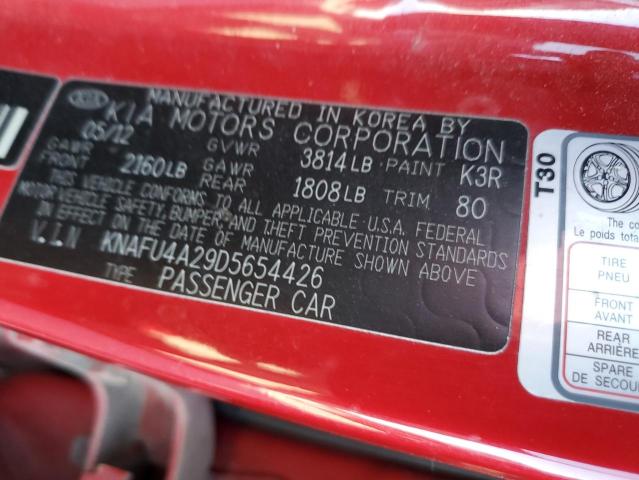 KIA
MANUFACTURED IN KOREA BY
KIA MOTORS CORPORATION
05/12 GVWR 3814LB PAINT K3R
GAWR FRONT 2160LB GAWR REAR 1808LB TRIM 80
THIS VEHICLE CONFORMS TO ALL APPLICABLE U.S.A. FEDERAL
MOTOR VEHICLE SAFETY, BUMPER, AND THEFT PREVENTION STANDARDS
IN EFFECT ON THE DATE OF MANUFACTURE SHOWN ABOVE
V.I.N KNAFU4A29D5654426
TYPE PASSENGER CAR
T30
The co
Le poids tota
TIRE
PNEU
FRONT
AVANT
REAR
ARRIÈRE
SPARE
DE SECOU